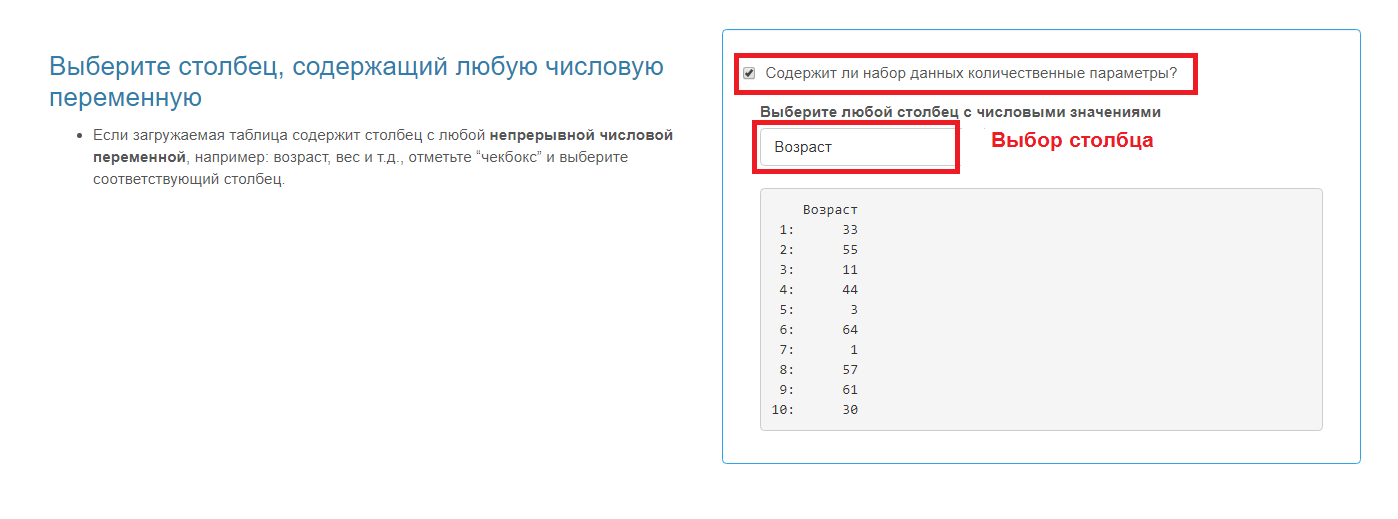 Выберите столбец, содержащий любую числовую
переменную
• Если загружаемая таблица содержит столбец с любой непрерывной числовой
переменной, например: возраст, вес и т.д., отметьте “чекбокс” и выберите
соответствующий столбец.
Содержит ли набор данных количественные параметры?
Выберите любой столбец с числовыми значениями
Возраст
Выбор столбца
Возраст
1: 33
2: 55
3: 11
4: 44
5: 3
6: 64
7: 1
8: 57
9: 61
10: 30